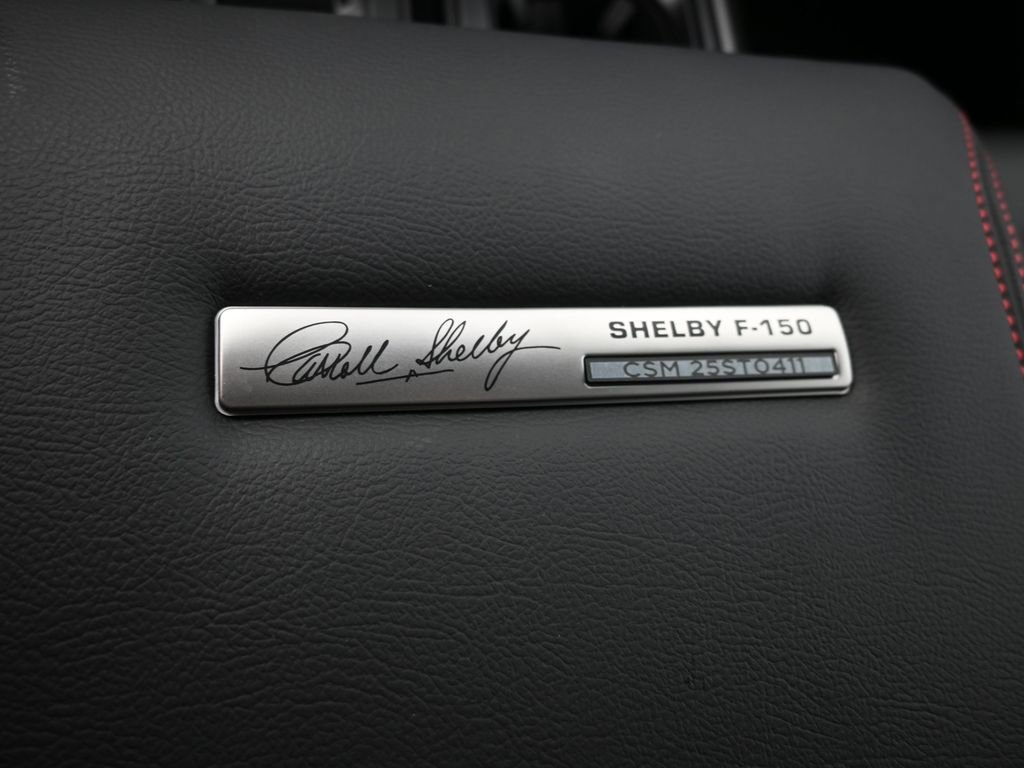 Carroll Shelby
SHELBY F-150
CSM 25ST0411